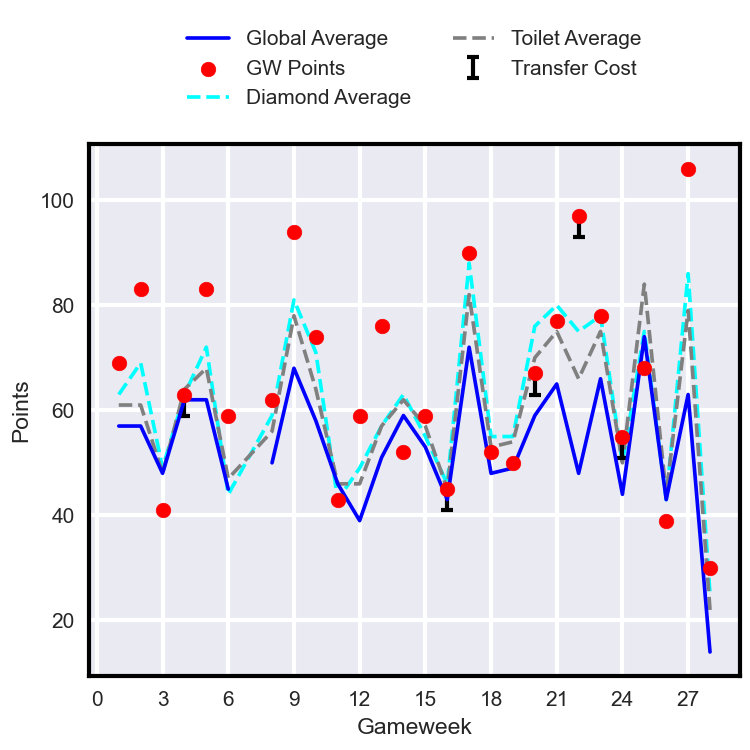 Global Average
GW Points
Diamond Average
Toilet Average
Transfer Cost
Points
100
80
60
40
20
0 3 6 9 12 15 18 21 24 27
Gameweek